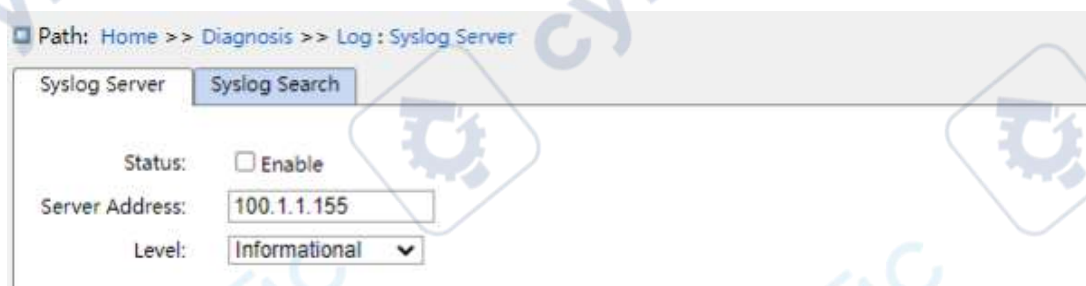 Path: Home >> Diagnosis >> Log : Syslog Server
Syslog Server Syslog Search
Status: Enable
Server Address: 100.1.1.155
Level: Informational